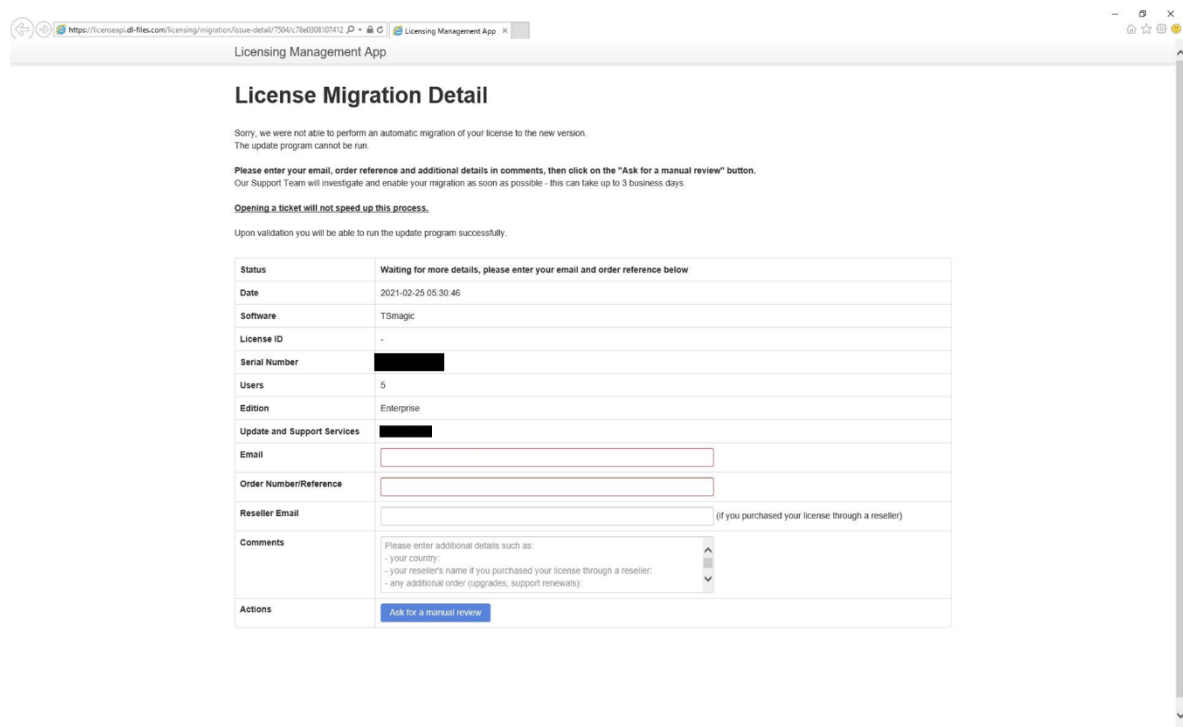 https://licenseapi.dl-files.com/licensing/migration/issue-detail/7504/c78e0308107412
Licensing Management App
Licensing Management App
License Migration Detail
Sorry, we were not able to perform an automatic migration of your license to the new version.
The update program cannot be run.
Please enter your email, order reference and additional details in comments, then click on the "Ask for a manual review" button.
Our Support Team will investigate and enable your migration as soon as possible - this can take up to 3 business days.
Opening a ticket will not speed up this process.
Upon validation you will be able to run the update program successfully.
Status Waiting for more details, please enter your email and order reference below
Date 2021-02-25 05:30:46
Software TSmagic
License ID -
Serial Number
Users 5
Edition Enterprise
Update and Support Services
Email
Order Number/Reference
Reseller Email (if you purchased your license through a reseller)
Comments Please enter additional details such as:
- your country:
- your reseller's name if you purchased your license through a reseller:
- any additional order (upgrades, support renewals):
Actions Ask for a manual review